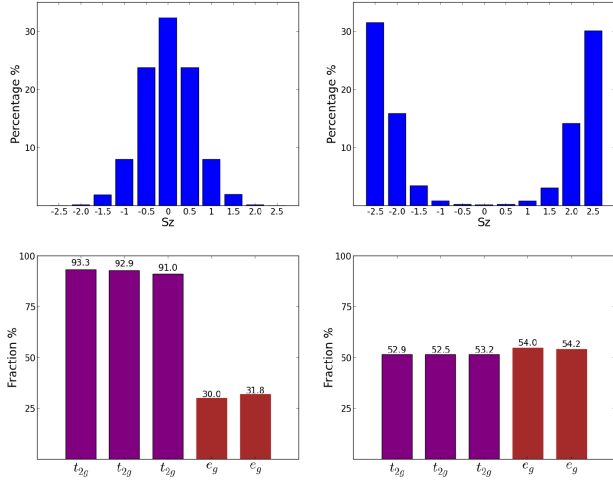 30
20
10
Percentage %
-2.5 -2.0 -1.5 -1 -0.5 0 0.5 1 1.5 2.0 2.5
Sz
30
20
10
Percentage %
-2.5 -2.0 -1.5 -1 -0.5 0 0.5 1 1.5 2.0 2.5
Sz
100
75
50
25
Fraction %
93.3 92.9 91.0 30.0 31.8
t2g t2g t2g eg eg
100
75
50
25
Fraction %
52.9 52.5 53.2 54.0 54.2
t2g t2g t2g eg eg